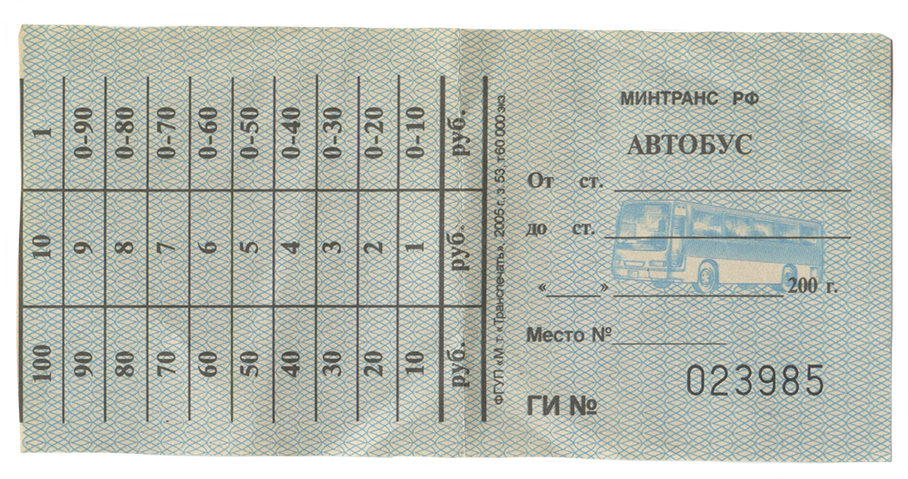 МИНТРАНС РФ
АВТОБУС
От ст.
до ст.
« » 200 г.
Место №
ГИ № 023985
ФГУП «М. т. «Транспечать», 2005 г., з. 53, т 60 000 экз.
1 0-90 0-80 0-70 0-60 0-50 0-40 0-30 0-20 0-10 руб.
10 9 8 7 6 5 4 3 2 1 руб.
100 90 80 70 60 50 40 30 20 10 руб.